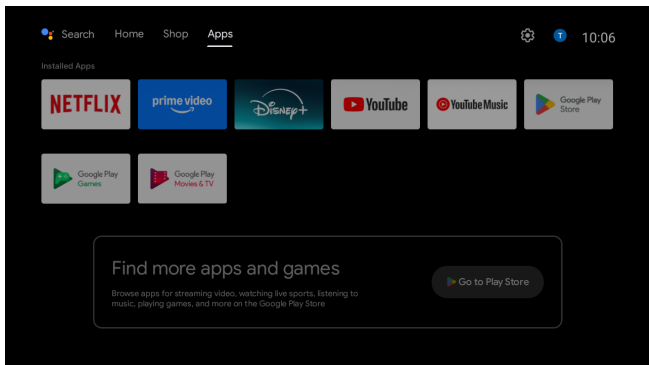 Search Home Shop Apps T 10:06
Installed Apps
NETFLIX prime video Disney+ YouTube YouTube Music Google Play
Store
Google Play
Games
Google Play
Movies & TV
Find more apps and games
Browse apps for streaming video, watching live sports, listening to
music, playing games, and more on the Google Play Store
Go to Play Store